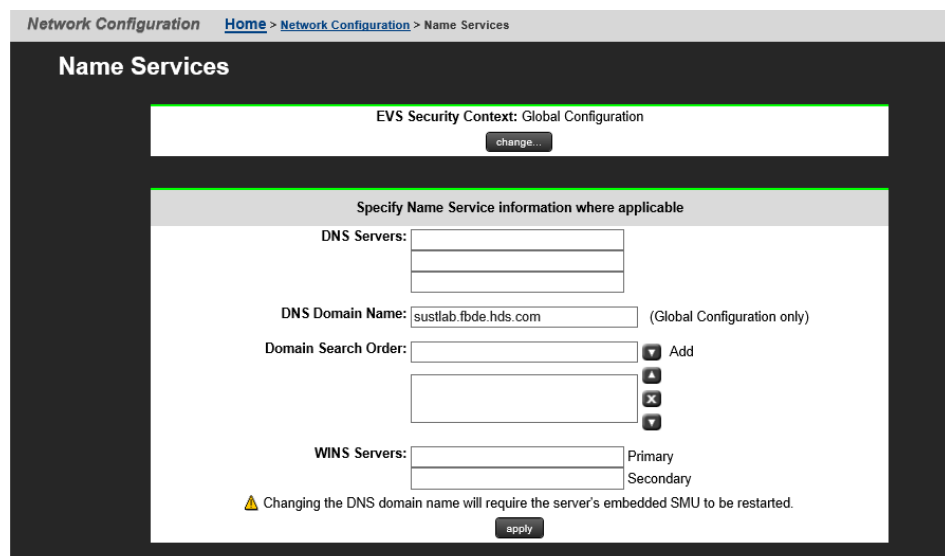 Network Configuration Home > Network Configuration > Name Services
Name Services
EVS Security Context: Global Configuration
change...
Specify Name Service information where applicable
DNS Servers:
DNS Domain Name: sustlab.fbde.hds.com (Global Configuration only)
Domain Search Order: Add
WINS Servers: Primary
Secondary
Changing the DNS domain name will require the server's embedded SMU to be restarted.
apply